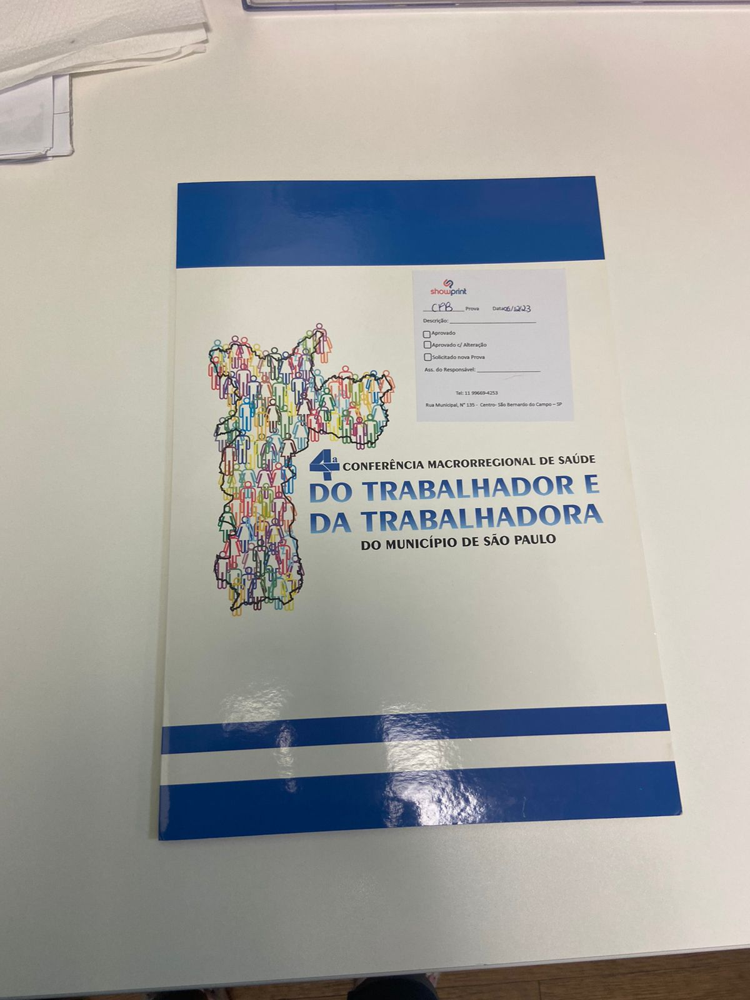 showprint
CPB Prova Data 06/12/23
Descrição:
Aprovado
Aprovado c/ Alteração
Solicitado nova Prova
Ass. do Responsável:
Tel: 11 99669-4253
Rua Municipal, N° 135 - Centro- São Bernardo do Campo – SP
4ª CONFERÊNCIA MACRORREGIONAL DE SAÚDE
DO TRABALHADOR E
DA TRABALHADORA
DO MUNICÍPIO DE SÃO PAULO